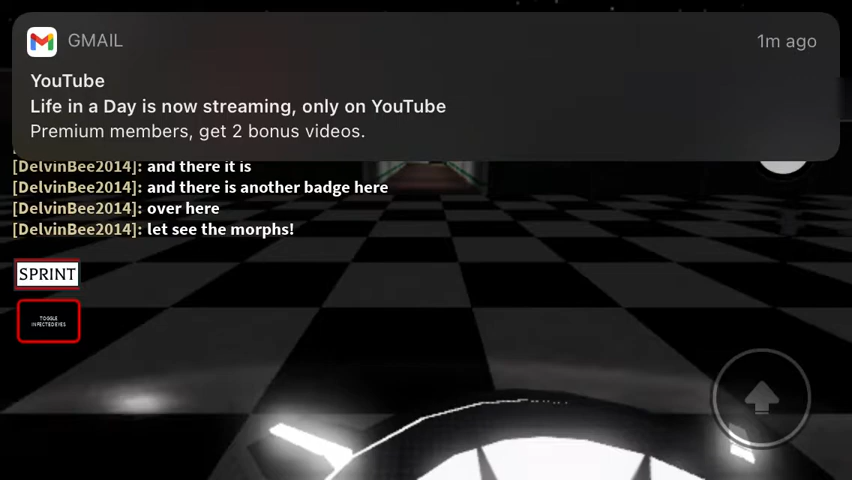 GMAIL
1m ago
YouTube
Life in a Day is now streaming, only on YouTube
Premium members, get 2 bonus videos.
[DelvinBee2014]: and there it is
[DelvinBee2014]: and there is another badge here
[DelvinBee2014]: over here
[DelvinBee2014]: let see the morphs!
SPRINT
TOGGLE
INFECTED EYES